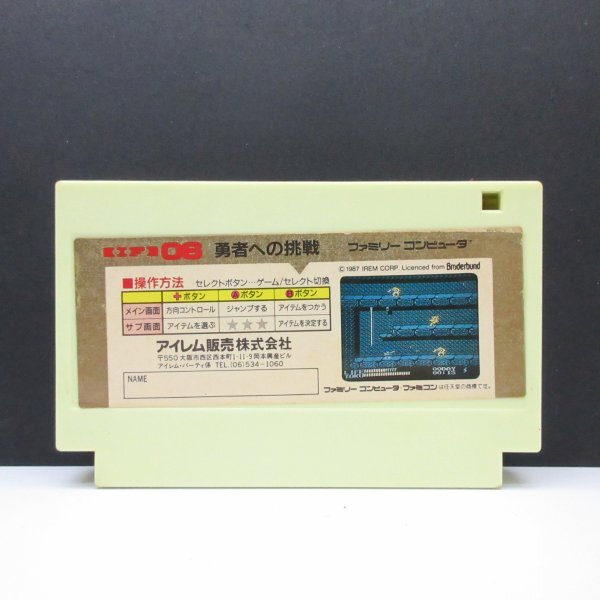 IF 08 勇者への挑戦 ファミリー コンピュータ™
■操作方法 セレクトボタン…ゲーム/セレクト切換
✚ボタン Ⓐボタン Ⓑボタン
メイン画面 方向コントロール ジャンプする アイテムをつかう
サブ画面 アイテムを選ぶ ★★★ アイテムを決定する
アイレム販売株式会社
〒550 大阪市西区西本町1-11-9岡本興産ビル
アイレム・パーティ係 TEL.(06)534-1060
NAME
© 1987 IREM CORP. Licenced from Brøderbund
LIFE
00DAY
00:15
ファミリー コンピュータ・ファミコンは任天堂の商標です。